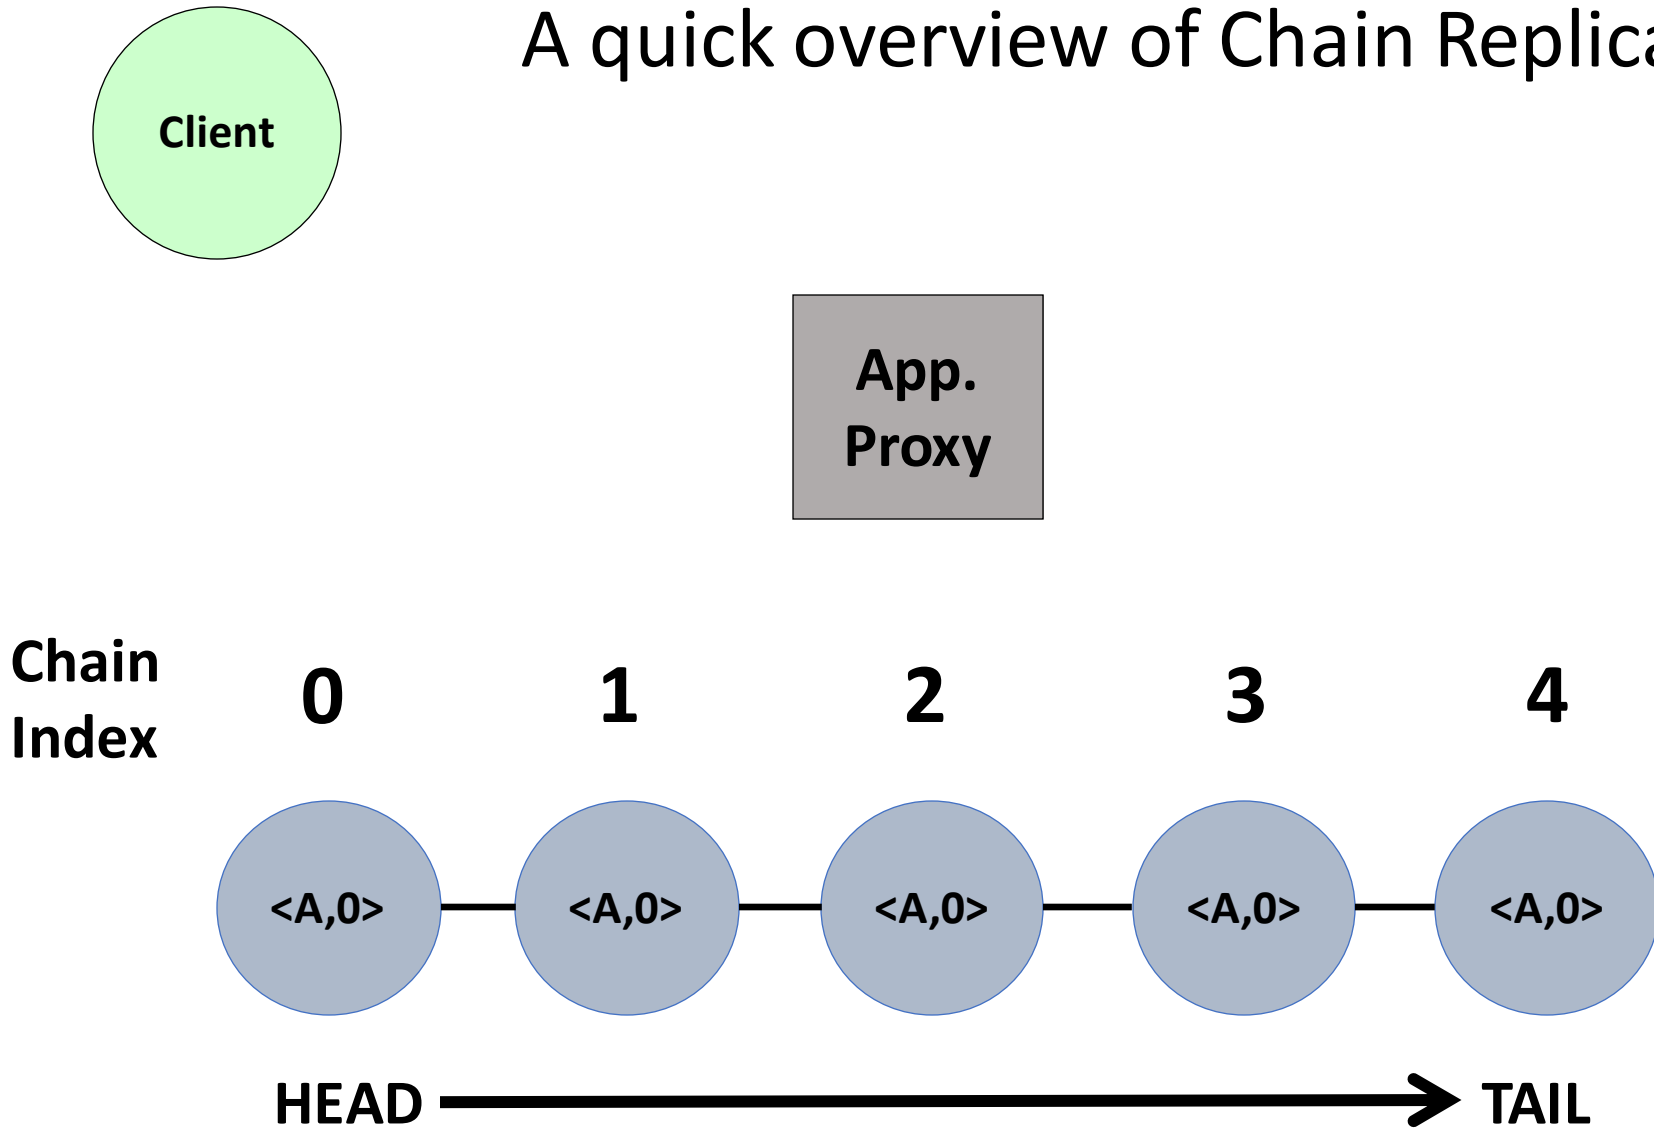 A quick overview of Chain Replica
Client
App.
Proxy
Chain
Index
0 1 2 3 4
<A,0> <A,0> <A,0> <A,0> <A,0>
HEAD TAIL